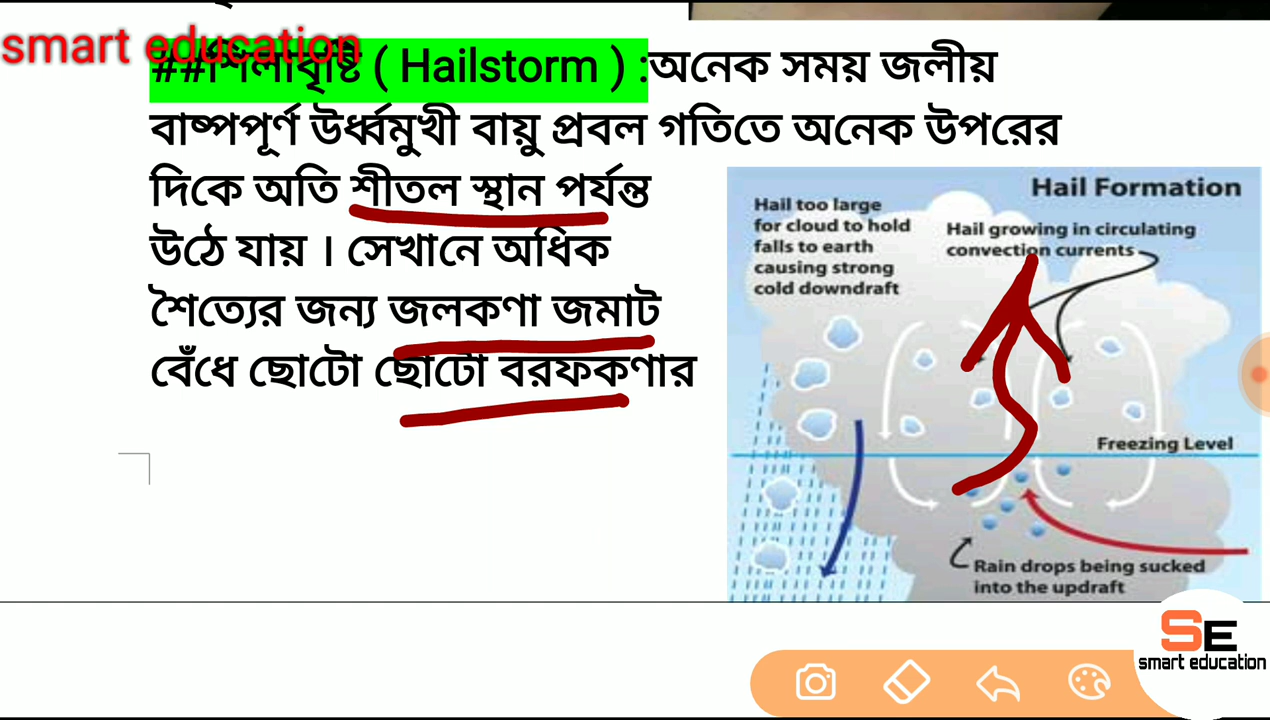 smart education
##শিলাবৃষ্টি ( Hailstorm ) :অনেক সময় জলীয়
বাষ্পপূর্ণ উর্ধ্বমুখী বায়ু প্রবল গতিতে অনেক উপরের
দিকে অতি শীতল স্থান পর্যন্ত
উঠে যায় । সেখানে অধিক
শৈত্যের জন্য জলকণা জমাট
বেঁধে ছোটো ছোটো বরফকণার
Hail Formation
Hail too large
for cloud to hold
falls to earth
causing strong
cold downdraft
Hail growing in circulating
convection currents
Freezing Level
Rain drops being sucked
into the updraft
SE
smart education